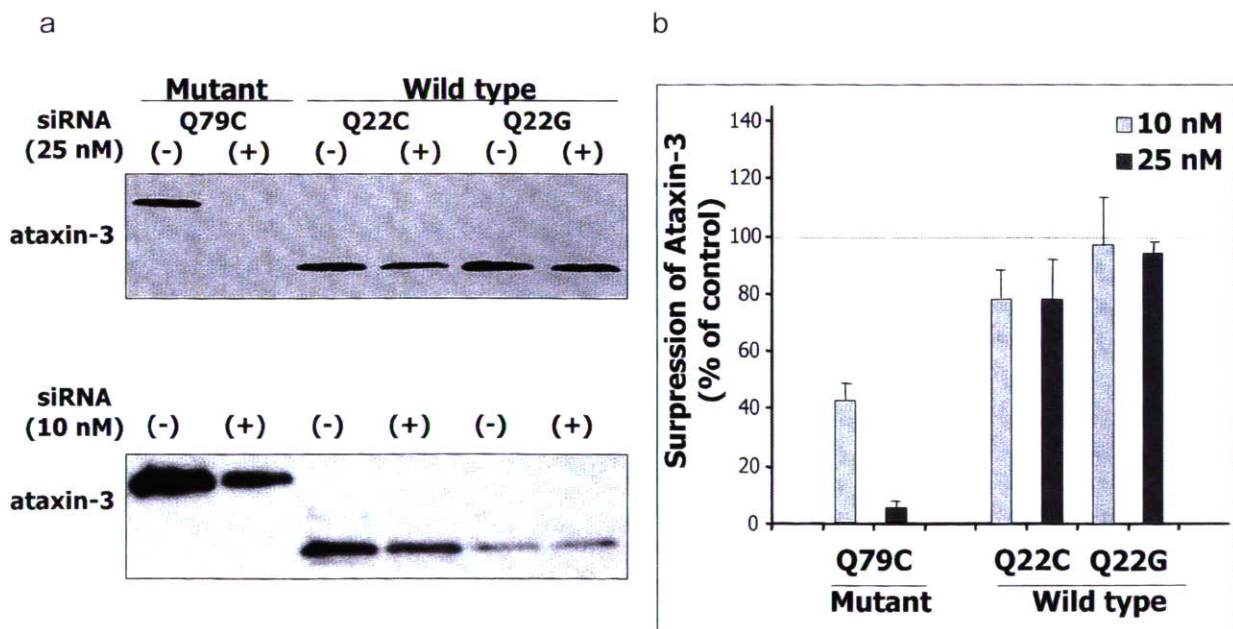 a
Mutant Wild type
siRNA Q79C Q22C Q22G
(25 nM) (-) (+) (-) (+) (-) (+)
ataxin-3
siRNA
(10 nM) (-) (+) (-) (+) (-) (+)
ataxin-3
b
Surpression of Ataxin-3
(% of control)
140
120
100
80
60
40
20
0
10 nM
25 nM
Q79C Q22C Q22G
Mutant Wild type